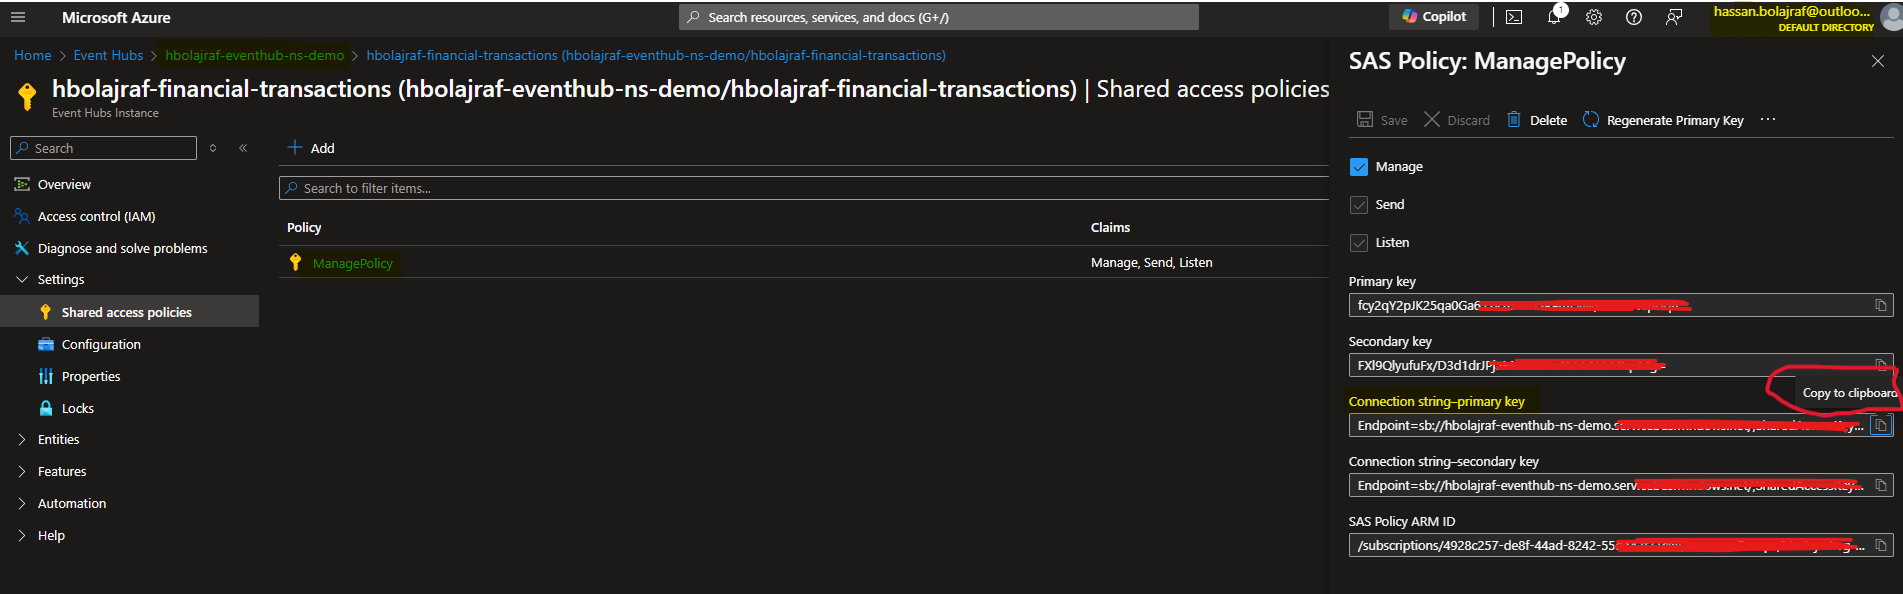 Microsoft Azure
Search resources, services, and docs (G+/)
Copilot
1
hassan.bolajraf@outloo...
DEFAULT DIRECTORY
Home > Event Hubs > hbolajraf-eventhub-ns-demo > hbolajraf-financial-transactions (hbolajraf-eventhub-ns-demo/hbolajraf-financial-transactions)
hbolajraf-financial-transactions (hbolajraf-eventhub-ns-demo/hbolajraf-financial-transactions) | Shared access policies
Event Hubs Instance
Search
Overview
Access control (IAM)
Diagnose and solve problems
Settings
Shared access policies
Configuration
Properties
Locks
Entities
Features
Automation
Help
Add
Search to filter items...
Policy Claims
ManagePolicy Manage, Send, Listen
SAS Policy: ManagePolicy
Save Discard Delete Regenerate Primary Key ...
Manage
Send
Listen
Primary key
fcy2qY2pJK25qa0Ga6
Secondary key
FXl9QlyufuFx/D3d1drJPj
Copy to clipboard
Connection string–primary key
Endpoint=sb://hbolajraf-eventhub-ns-demo.
Connection string–secondary key
Endpoint=sb://hbolajraf-eventhub-ns-demo.serv
SAS Policy ARM ID
/subscriptions/4928c257-de8f-44ad-8242-55